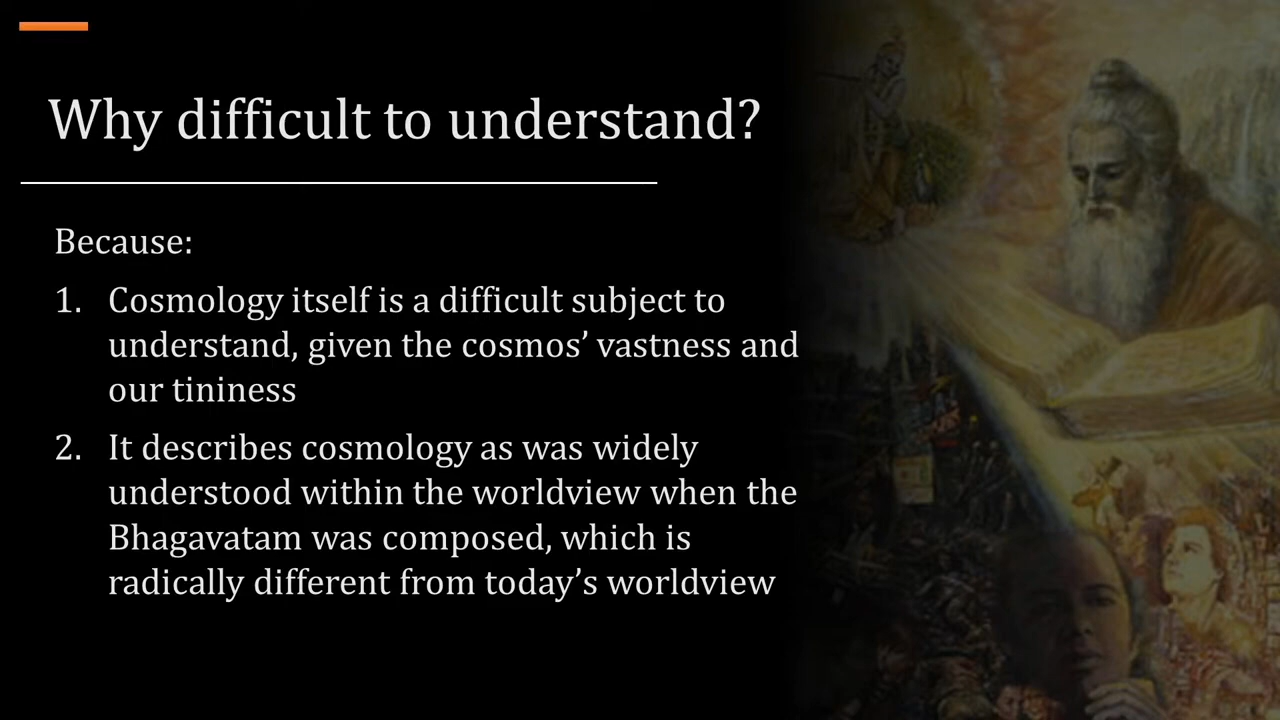 Why difficult to understand?
Because:
1. Cosmology itself is a difficult subject to
understand, given the cosmos’ vastness and
our tininess
2. It describes cosmology as was widely
understood within the worldview when the
Bhagavatam was composed, which is
radically different from today’s worldview